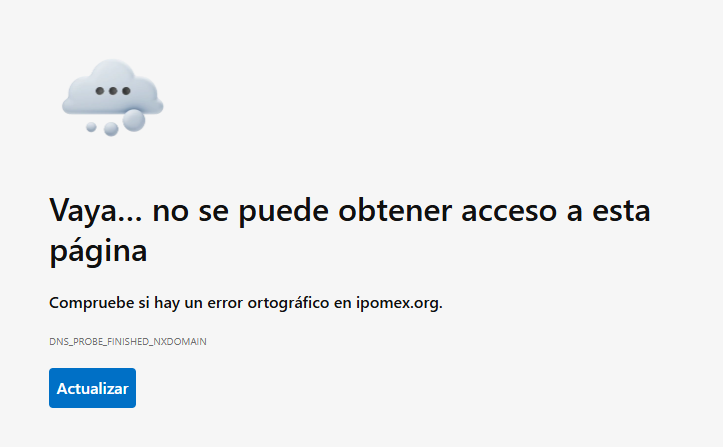 Vaya… no se puede obtener acceso a esta
página
Compruebe si hay un error ortográfico en ipomex.org.
DNS_PROBE_FINISHED_NXDOMAIN
Actualizar